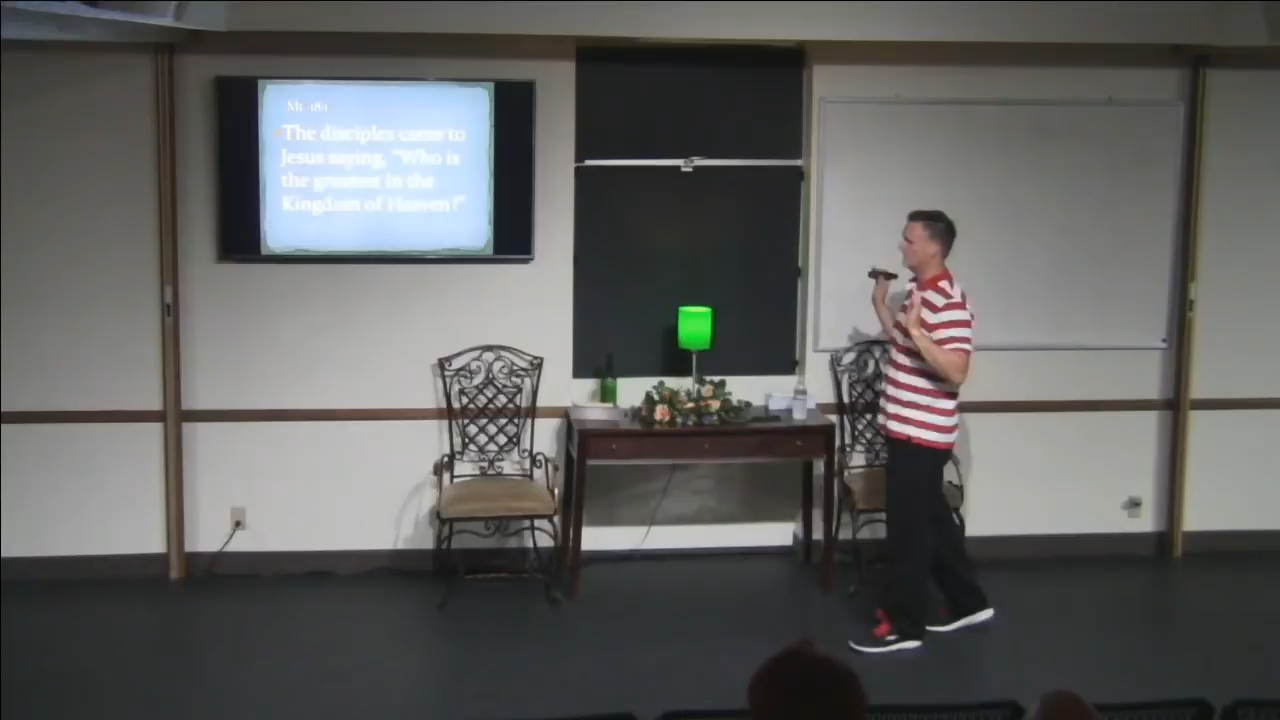 Mt. 18:1
The disciples came to
Jesus saying, "Who is
the greatest in the
Kingdom of Heaven?"